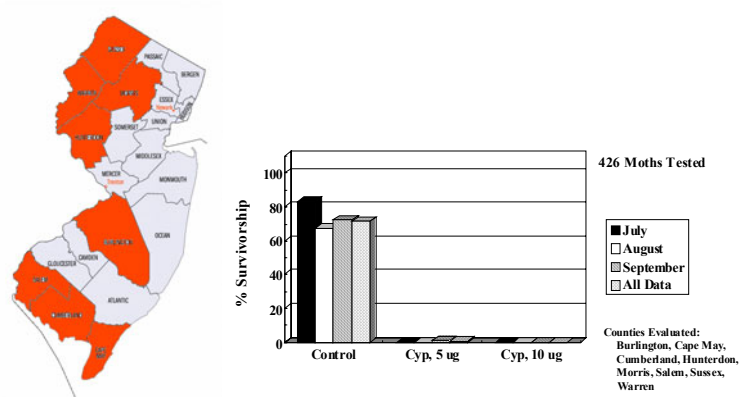 PASSAIC
BERGEN
ESSEX
Newark
UNION
SOMERSET
MIDDLESEX
MERCER
Trenton
MONMOUTH
OCEAN
CAMDEN
GLOUCESTER
ATLANTIC
% Survivorship
100
80
60
40
20
0
Control
Cyp, 5 ug
Cyp, 10 ug
426 Moths Tested
July
August
September
All Data
Counties Evaluated:
Burlington, Cape May,
Cumberland, Hunterdon,
Morris, Salem, Sussex,
Warren